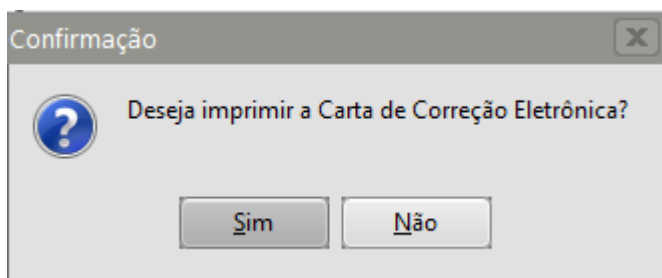 Confirmação
Deseja imprimir a Carta de Correção Eletrônica?
Sim
Não